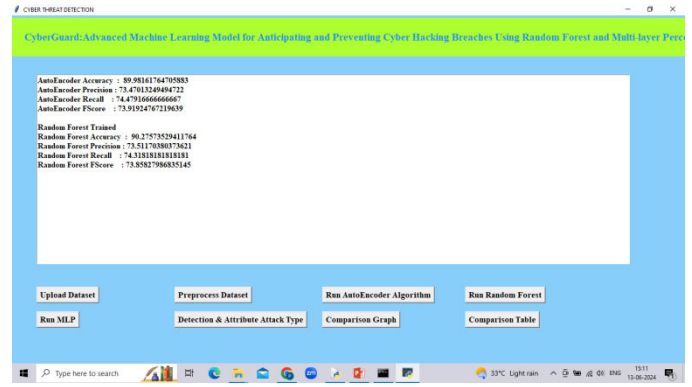 CYBER THREAT DETECTION
CyberGuard:Advanced Machine Learning Model for Anticipating and Preventing Cyber Hacking Breaches Using Random Forest and Multi-layer Perce
AutoEncoder Accuracy : 89.98161764705883
AutoEncoder Precision : 73.47013249494722
AutoEncoder Recall : 74.47916666666667
AutoEncoder FScore : 73.91924767219639
Random Forest Trained
Random Forest Accuracy : 90.27573529411764
Random Forest Precision : 73.51170380373621
Random Forest Recall : 74.31818181818181
Random Forest FScore : 73.85827986835145
Upload Dataset
Preprocess Dataset
Run AutoEncoder Algorithm
Run Random Forest
Run MLP
Detection & Attribute Attack Type
Comparison Graph
Comparison Table
Type here to search
33°C Light rain
ENG
15:11
13-06-2024